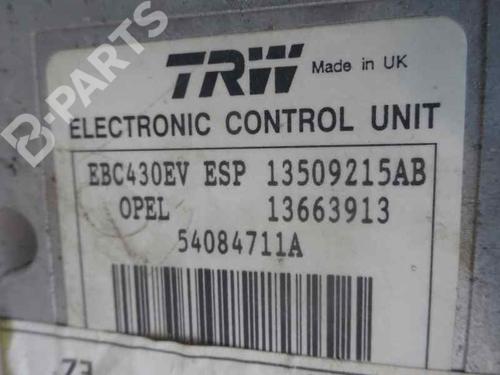 B-PARTS
TRW Made in UK
ELECTRONIC CONTROL UNIT
EBC430EV ESP 13509215AB
OPEL 13663913
54084711A